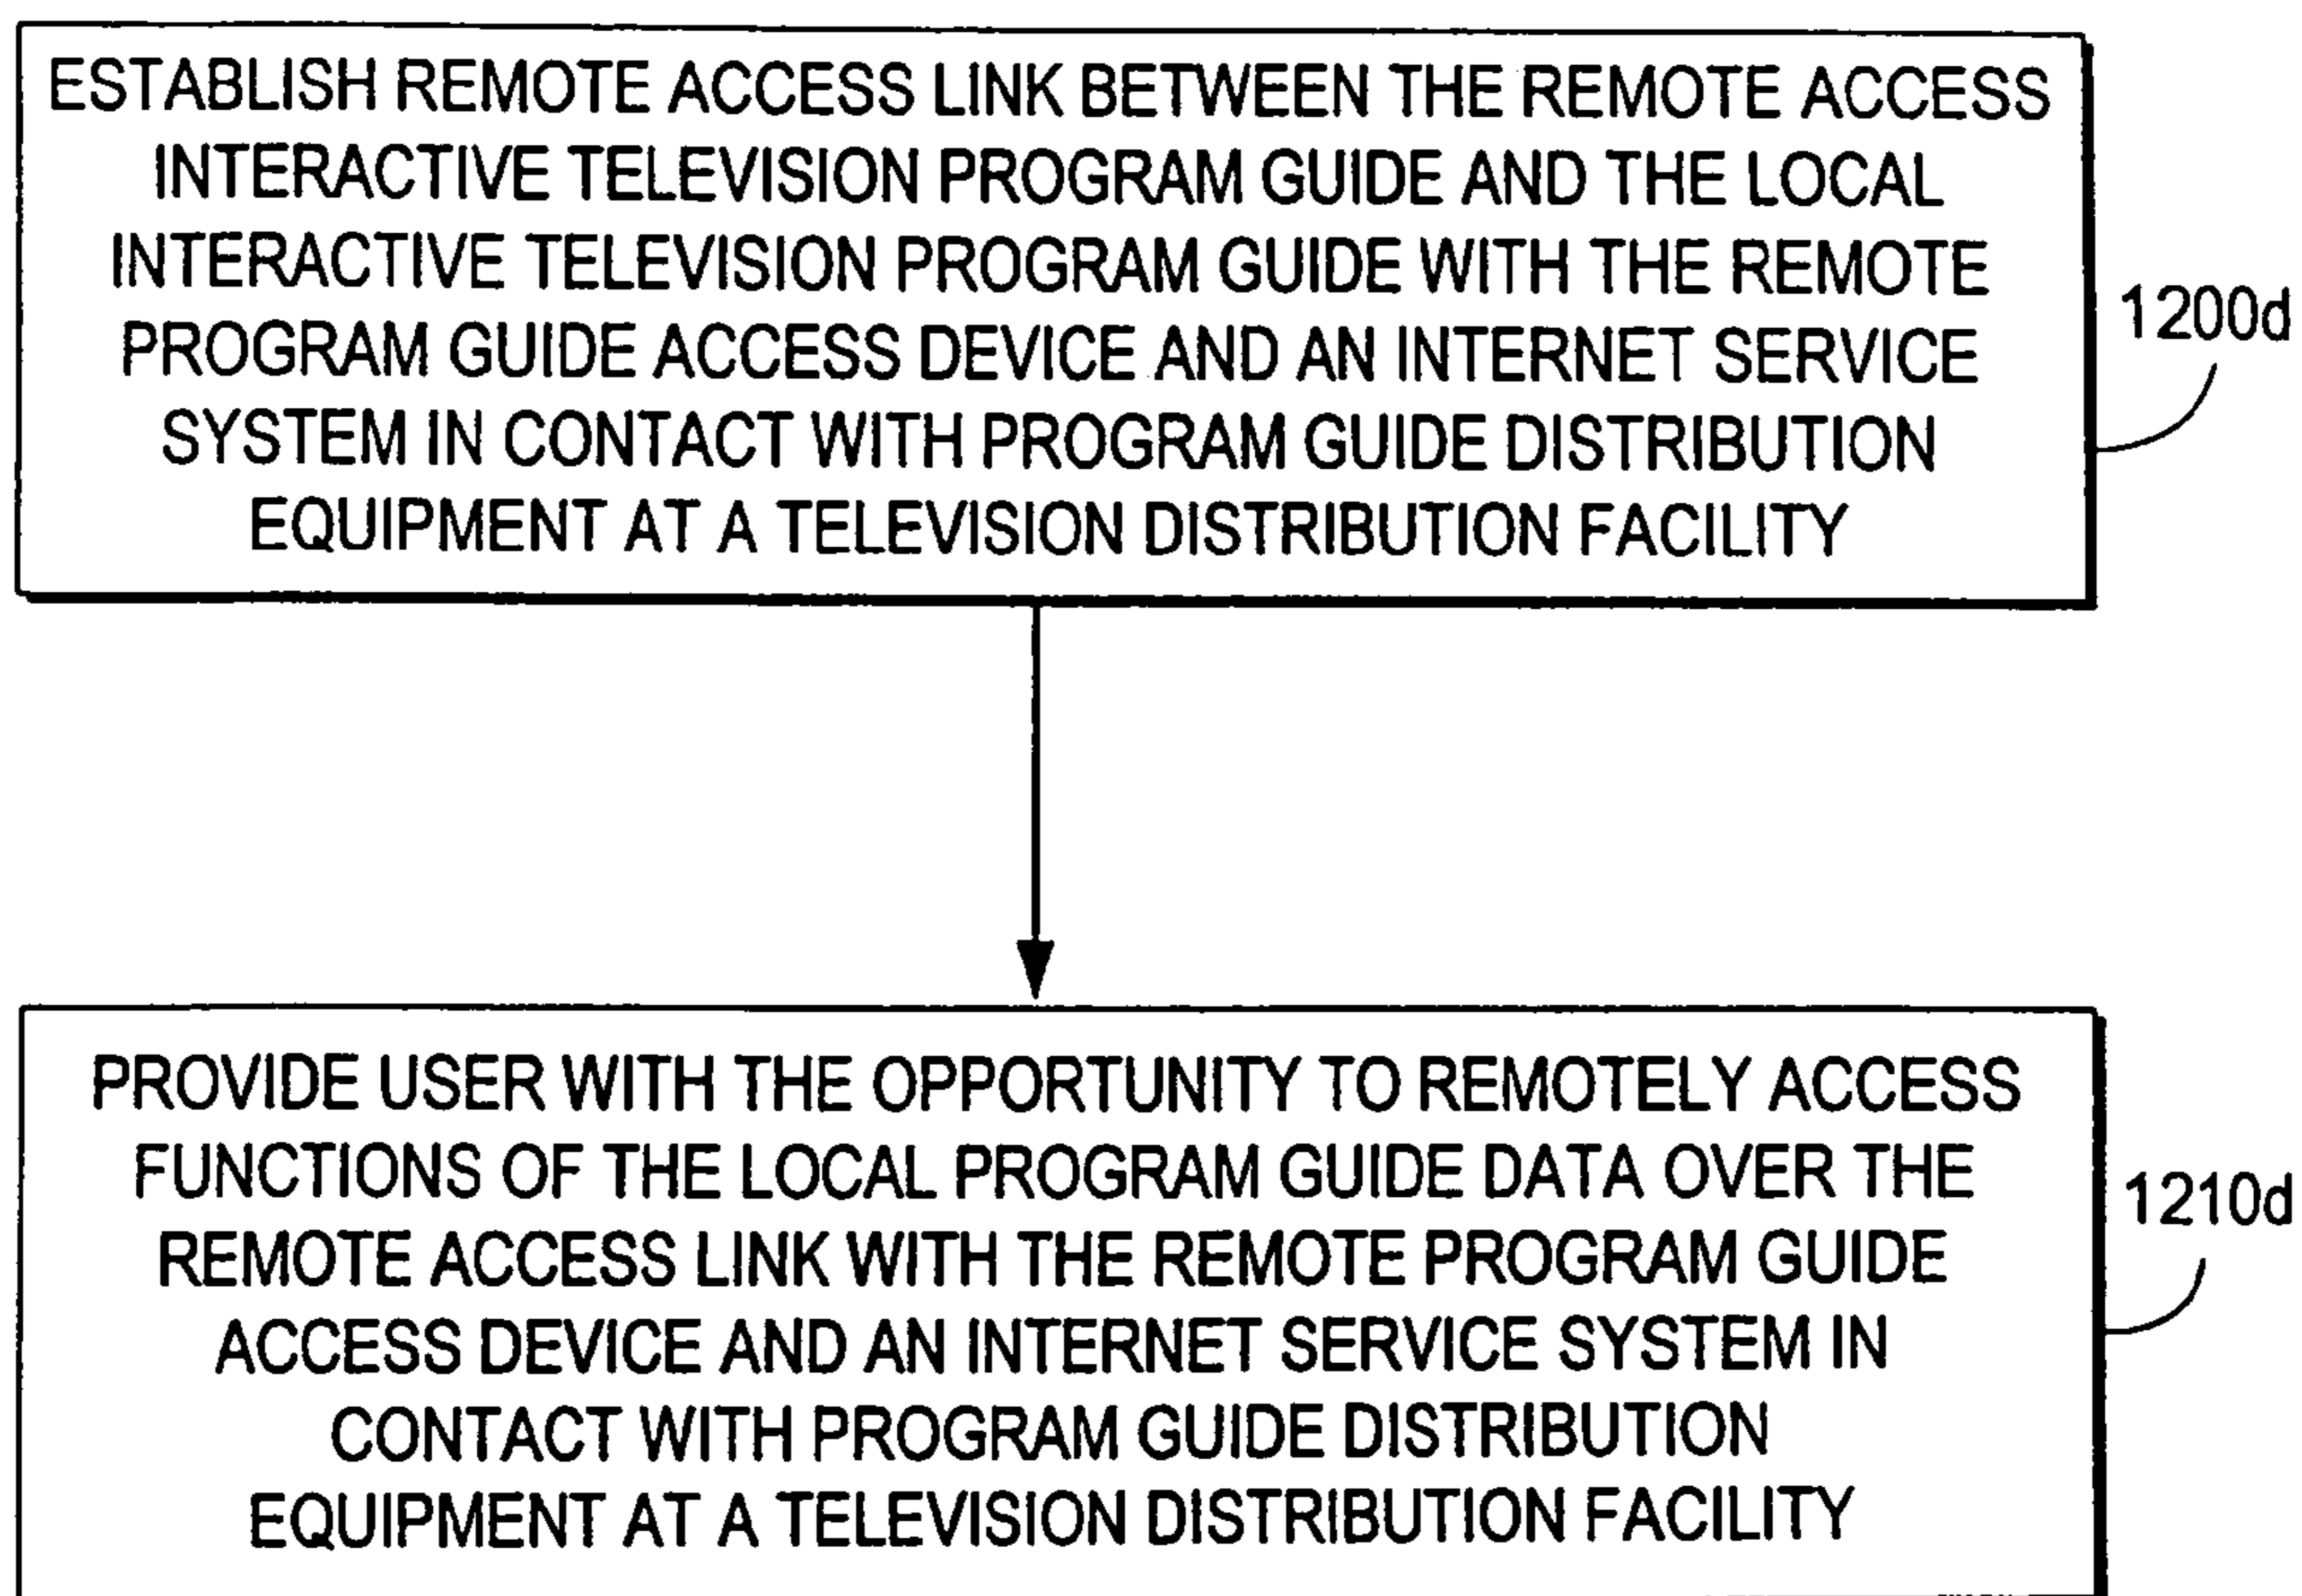 ESTABLISH REMOTE ACCESS LINK BETWEEN THE REMOTE ACCESS
INTERACTIVE TELEVISION PROGRAM GUIDE AND THE LOCAL
INTERACTIVE TELEVISION PROGRAM GUIDE WITH THE REMOTE
PROGRAM GUIDE ACCESS DEVICE AND AN INTERNET SERVICE
SYSTEM IN CONTACT WITH PROGRAM GUIDE DISTRIBUTION
EQUIPMENT AT A TELEVISION DISTRIBUTION FACILITY
1200d
PROVIDE USER WITH THE OPPORTUNITY TO REMOTELY ACCESS
FUNCTIONS OF THE LOCAL PROGRAM GUIDE DATA OVER THE
REMOTE ACCESS LINK WITH THE REMOTE PROGRAM GUIDE
ACCESS DEVICE AND AN INTERNET SERVICE SYSTEM IN
CONTACT WITH PROGRAM GUIDE DISTRIBUTION
EQUIPMENT AT A TELEVISION DISTRIBUTION FACILITY
1210d